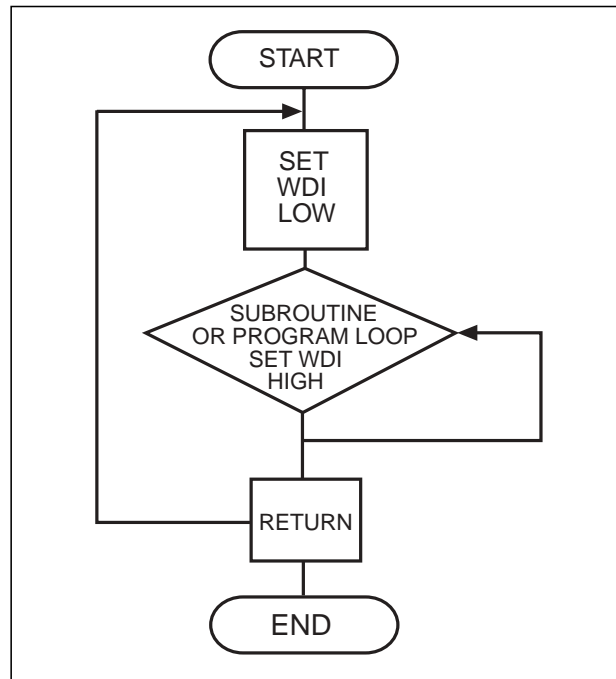 START
SET
WDI
LOW
SUBROUTINE
OR PROGRAM LOOP
SET WDI
HIGH
RETURN
END